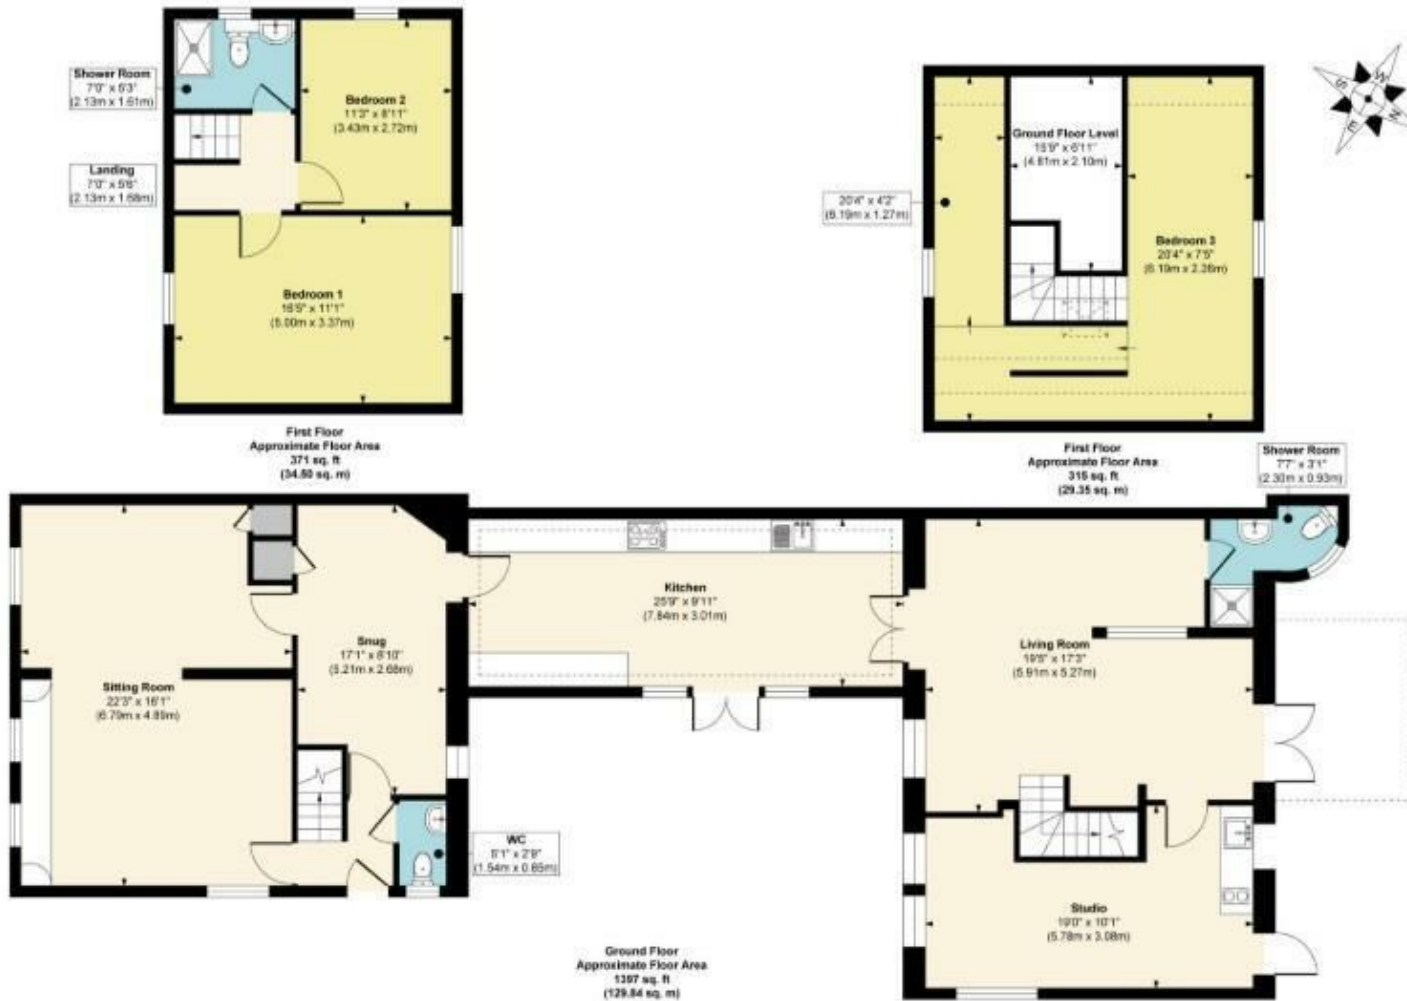 Shower Room
7'0" x 5'3"
(2.13m x 1.61m)
Bedroom 2
11'3" x 8'11"
(3.43m x 2.72m)
Landing
7'0" x 5'6"
(2.13m x 1.68m)
Bedroom 1
16'5" x 11'1"
(5.00m x 3.37m)
First Floor
Approximate Floor Area
371 sq. ft
(34.50 sq. m)
Ground Floor Level
15'9" x 6'11"
(4.81m x 2.10m)
20'4" x 4'2"
(6.19m x 1.27m)
Bedroom 3
20'4" x 7'5"
(6.19m x 2.26m)
S
W
E
N
First Floor
Approximate Floor Area
315 sq. ft
(29.35 sq. m)
Shower Room
7'7" x 3'1"
(2.30m x 0.93m)
Kitchen
25'9" x 9'11"
(7.84m x 3.01m)
Snug
17'1" x 8'10"
(5.21m x 2.68m)
Living Room
19'5" x 17'3"
(5.91m x 5.27m)
Sitting Room
22'3" x 16'1"
(6.79m x 4.89m)
WC
5'1" x 2'9"
(1.54m x 0.85m)
Studio
19'0" x 10'1"
(5.78m x 3.08m)
Ground Floor
Approximate Floor Area
1397 sq. ft
(129.84 sq. m)